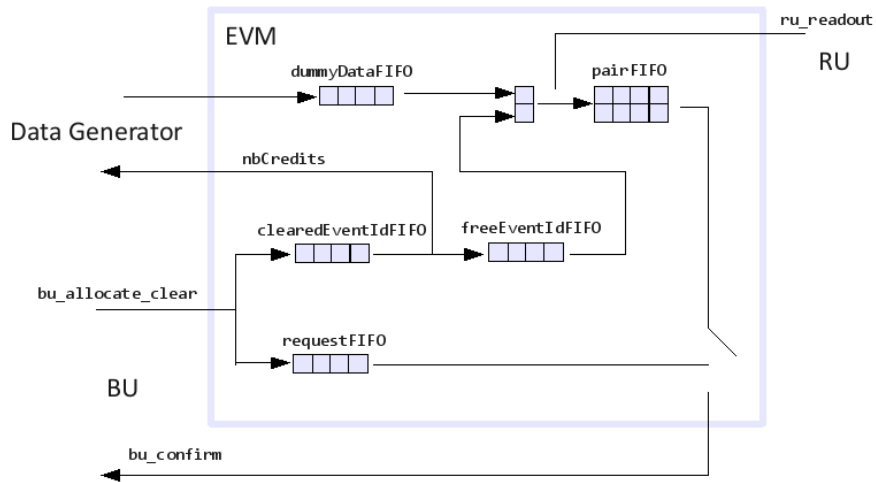 ru_readout
EVM
RU
dummyDataFIFO
pairFIFO
Data Generator
nbCredits
clearedEventIdFIFO
freeEventIdFIFO
bu_allocate_clear
requestFIFO
BU
bu_confirm